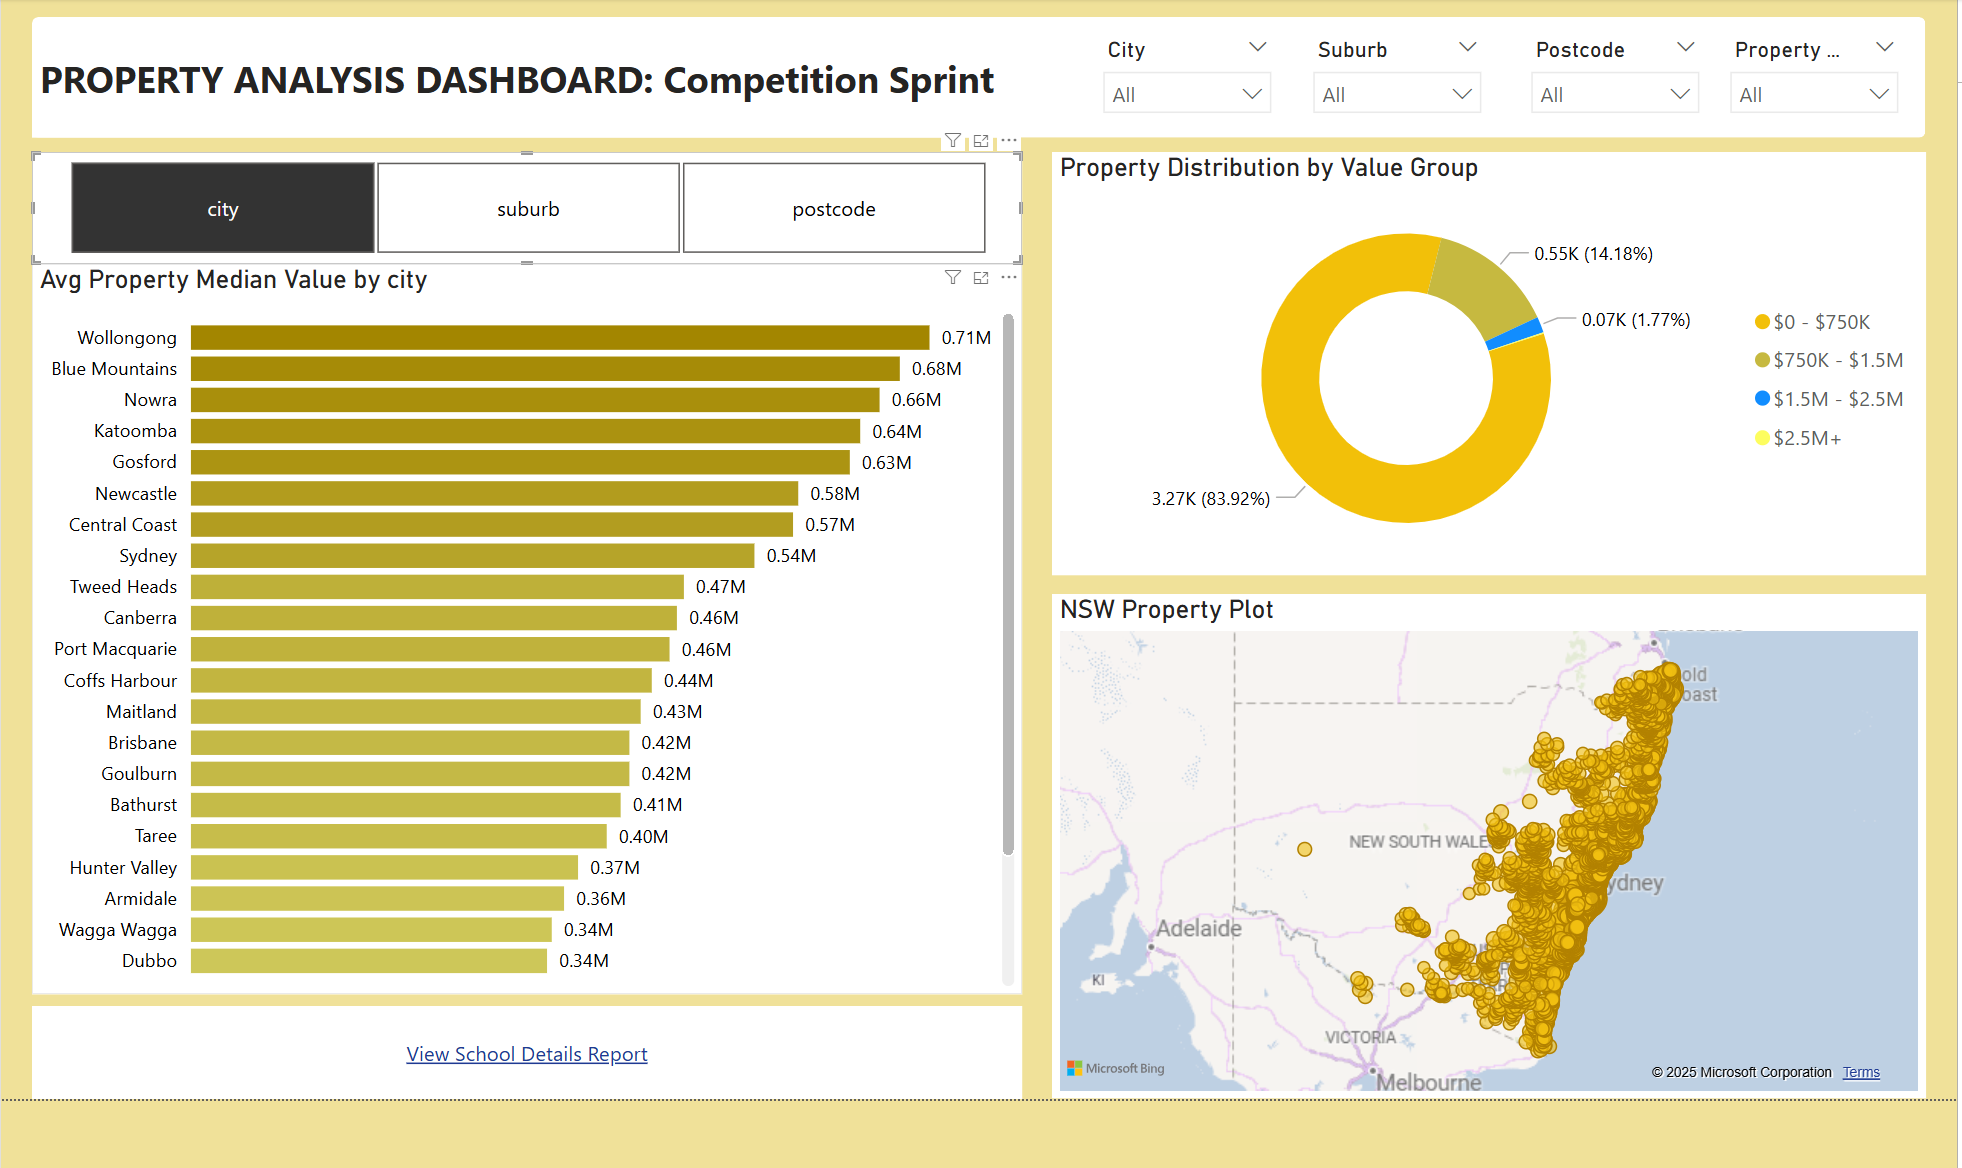 PROPERTY ANALYSIS DASHBOARD: Competition Sprint
City
All
Suburb
All
Postcode
All
Property ...
All
city
suburb
postcode
Avg Property Median Value by city
Wollongong 0.71M
Blue Mountains 0.68M
Nowra 0.66M
Katoomba 0.64M
Gosford 0.63M
Newcastle 0.58M
Central Coast 0.57M
Sydney 0.54M
Tweed Heads 0.47M
Canberra 0.46M
Port Macquarie 0.46M
Coffs Harbour 0.44M
Maitland 0.43M
Brisbane 0.42M
Goulburn 0.42M
Bathurst 0.41M
Taree 0.40M
Hunter Valley 0.37M
Armidale 0.36M
Wagga Wagga 0.34M
Dubbo 0.34M
View School Details Report
Property Distribution by Value Group
0.55K (14.18%)
0.07K (1.77%)
3.27K (83.92%)
$0 - $750K
$750K - $1.5M
$1.5M - $2.5M
$2.5M+
NSW Property Plot
old
oast
NEW SOUTH WALE
ydney
Adelaide
KI
VICTORIA
Melbourne
Microsoft Bing
© 2025 Microsoft Corporation Terms